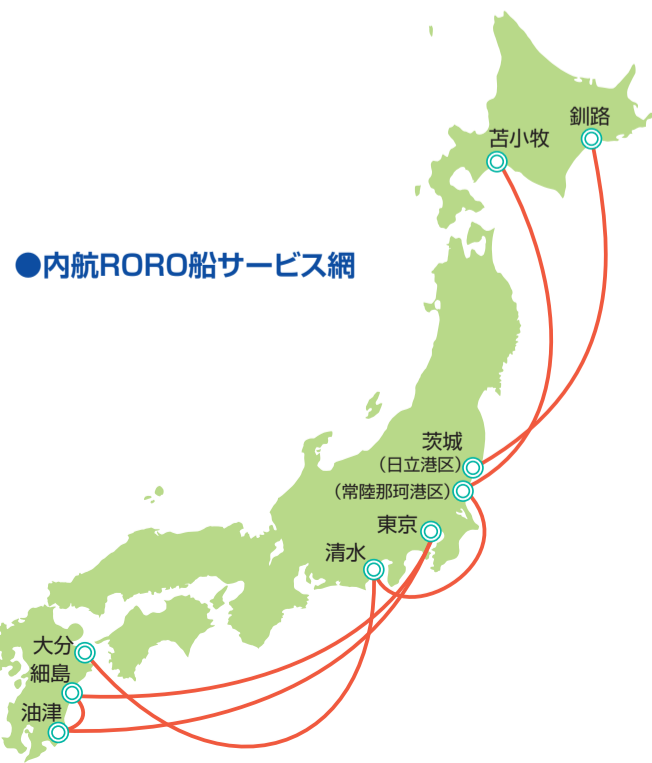 釧路
苫小牧
●内航RORO船サービス網
茨城
(日立港区)
(常陸那珂港区)
東京
清水
大分
細島
油津